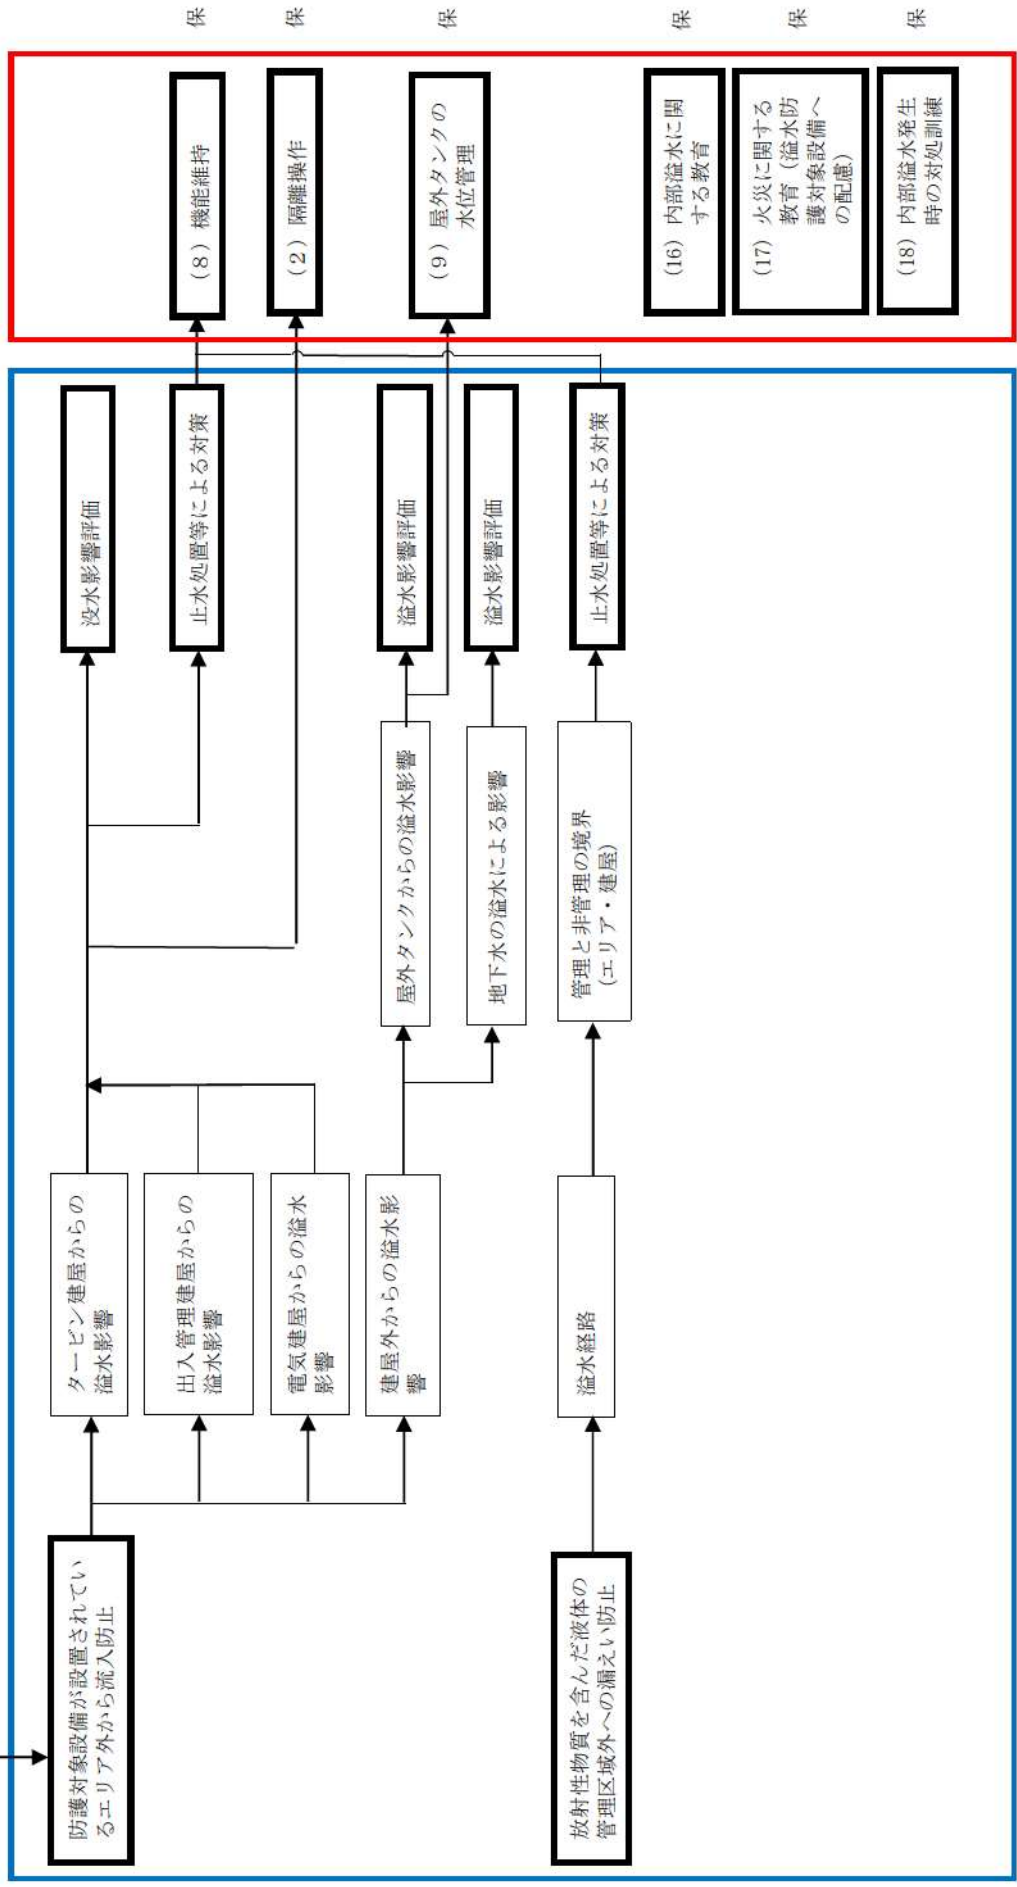 防護対象設備が設置されてい
るエリア外から流入防止
タービン建屋からの
溢水影響
出入管理建屋からの
溢水影響
電気建屋からの溢水
影響
建屋外からの溢水影
響
屋外タンクからの溢水影響
地下水の溢水による影響
没水影響評価
止水処置等による対策
溢水影響評価
溢水影響評価
放射性物質を含んだ液体の
管理区域外への漏えい防止
溢水経路
管理と非管理の境界
(エリア・建屋)
止水処置等による対策
(8) 機能維持
(2) 隔離操作
(9) 屋外タンクの
水位管理
(16) 内部溢水に関
する教育
(17) 火災に関する
教育（溢水防
護対象設備へ
の配慮）
(18) 内部溢水発生
時の対処訓練
保
保
保
保
保
保